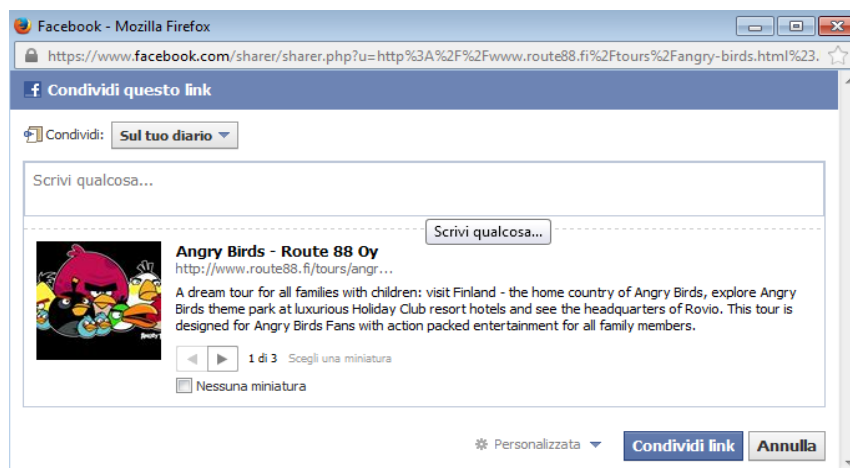 Facebook - Mozilla Firefox
https://www.facebook.com/sharer/sharer.php?u=http%3A%2F%2Fwww.route88.fi%2Ftours%2Fangry-birds.html%23.
f Condividi questo link
Condividi: Sul tuo diario
Scrivi qualcosa...
Scrivi qualcosa...
Angry Birds - Route 88 Oy
http://www.route88.fi/tours/angr...
A dream tour for all families with children: visit Finland - the home country of Angry Birds, explore Angry
Birds theme park at luxurious Holiday Club resort hotels and see the headquarters of Rovio. This tour is
designed for Angry Birds Fans with action packed entertainment for all family members.
1 di 3 Scegli una miniatura
Nessuna miniatura
Personalizzata Condividi link Annulla